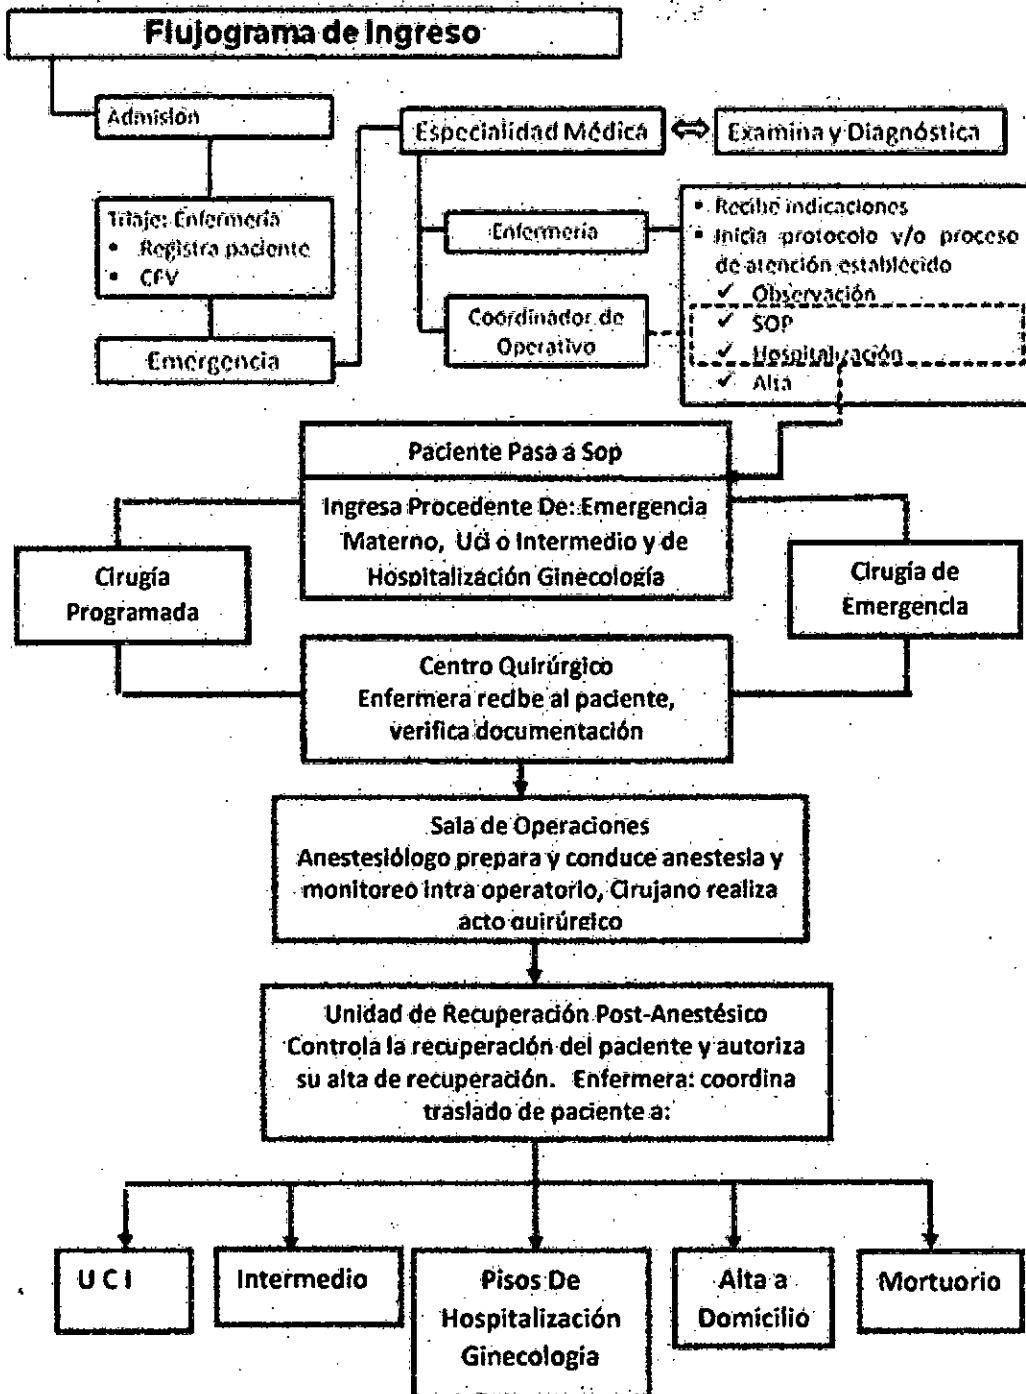 Flujograma de Ingreso
Admisión
Triaje: Enfermería
• Registra paciente
• CFV
Emergencia
Especialidad Médica
Examina y Diagnóstica
Enfermería
Coordinador de
Operativo
• Recibe indicaciones
• Inicia protocolo y/o proceso
de atención establecido
✓ Observación
✓ SOP
✓ Hospitalización
✓ Alta
Paciente Pasa a Sop
Ingresa Procedente De: Emergencia
Materno, Uci o Intermedio y de
Hospitalización Ginecología
Cirugía
Programada
Cirugía de
Emergencia
Centro Quirúrgico
Enfermera recibe al paciente,
verifica documentación
Sala de Operaciones
Anestesiólogo prepara y conduce anestesia y
monitoreo intra operatorio, Cirujano realiza
acto quirúrgico
Unidad de Recuperación Post-Anestésico
Controla la recuperación del paciente y autoriza
su alta de recuperación. Enfermera: coordina
traslado de paciente a:
U C I
Intermedio
Pisos De
Hospitalización
Ginecología
Alta a
Domicilio
Mortuorio